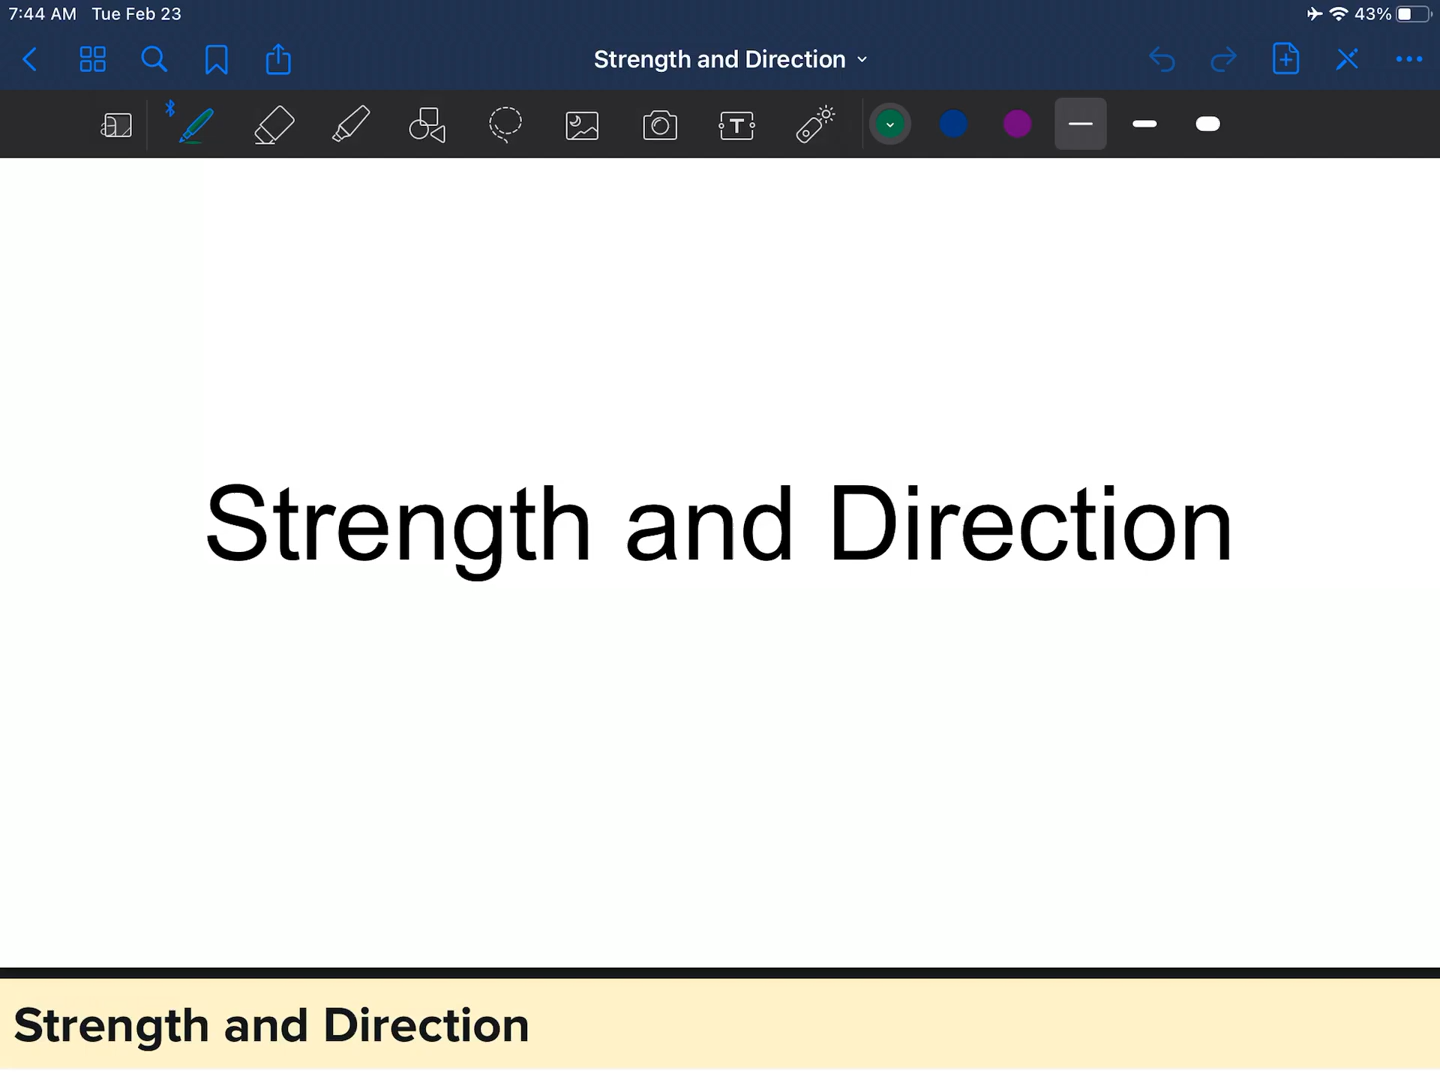 7:44 AM Tue Feb 23
43%
Strength and Direction
T
Strength and Direction
Strength and Direction